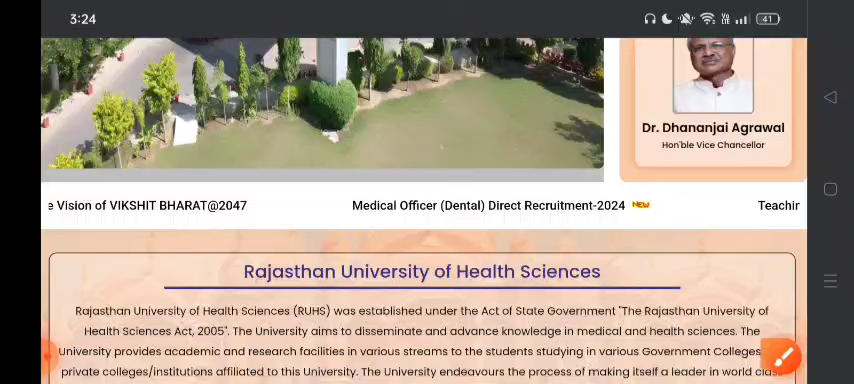 3:24
41
Dr. Dhananjai Agrawal
Hon'ble Vice Chancellor
e Vision of VIKSHIT BHARAT@2047 Medical Officer (Dental) Direct Recruitment-2024 NEW Teachir
Rajasthan University of Health Sciences
Rajasthan University of Health Sciences (RUHS) was established under the Act of State Government "The Rajasthan University of
Health Sciences Act, 2005". The University aims to disseminate and advance knowledge in medical and health sciences. The
University provides academic and research facilities in various streams to the students studying in various Government Colleges
private colleges/institutions affiliated to this University. The University endeavours the process of making itself a leader in world class